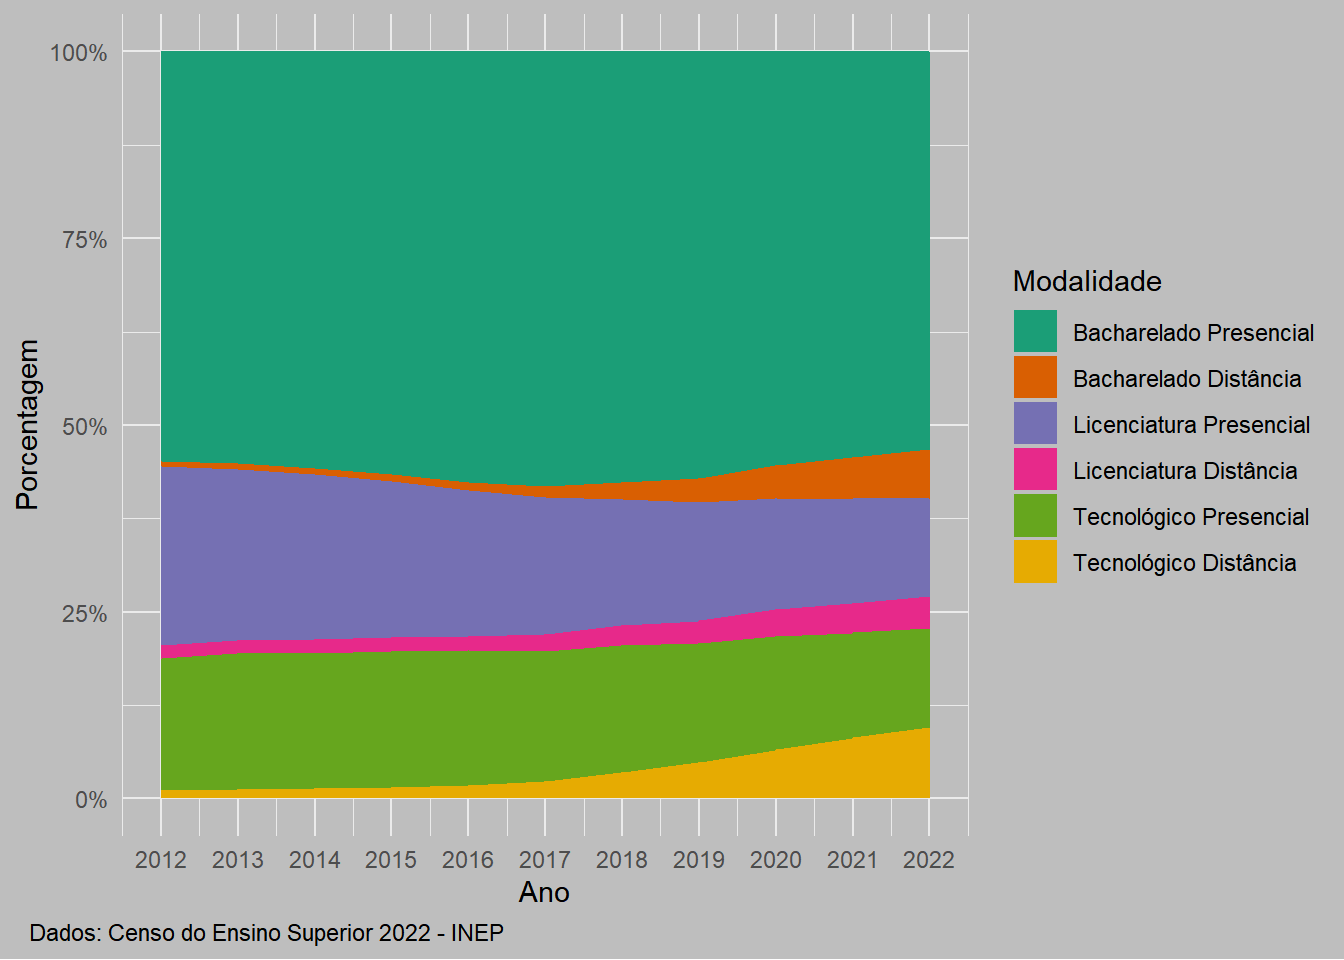 100%
75%
50%
25%
0%
Porcentagem
2012 2013 2014 2015 2016 2017 2018 2019 2020 2021 2022
Ano
Modalidade
Bacharelado Presencial
Bacharelado Distância
Licenciatura Presencial
Licenciatura Distância
Tecnológico Presencial
Tecnológico Distância
Dados: Censo do Ensino Superior 2022 - INEP